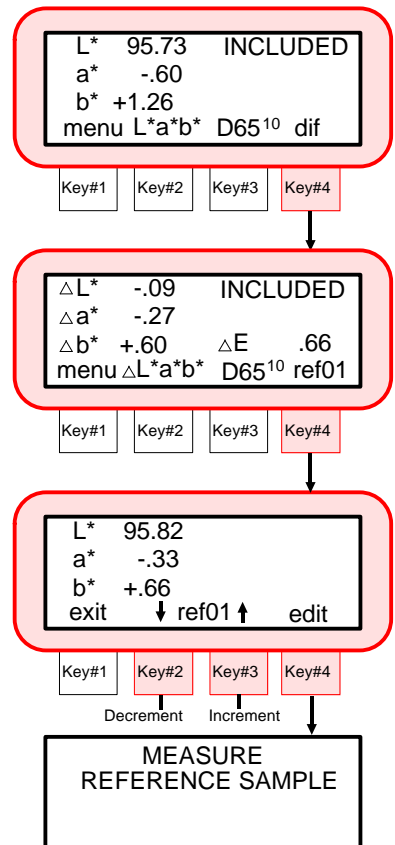 L* 95.73 INCLUDED
a* -.60
b* +1.26
menu L*a*b* D65¹⁰ dif
Key#1 Key#2 Key#3 Key#4
△L* -.09 INCLUDED
△a* -.27
△b* +.60 △E .66
menu △L*a*b* D65¹⁰ ref01
Key#1 Key#2 Key#3 Key#4
L* 95.82
a* -.33
b* +.66
exit ↓ ref01 ↑ edit
Key#1 Key#2 Key#3 Key#4
Decrement Increment
MEASURE
REFERENCE SAMPLE